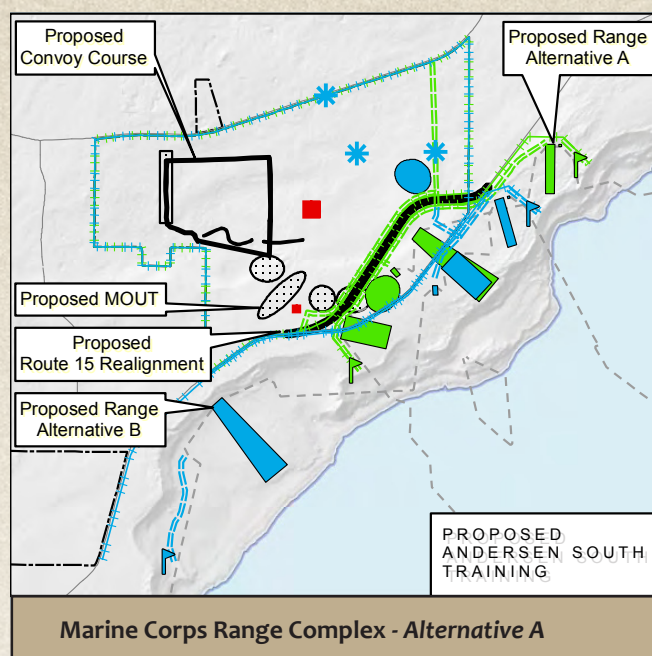 Proposed
Convoy Course
Proposed Range
Alternative A
Proposed MOUT
Proposed
Route 15 Realignment
Proposed Range
Alternative B
PROPOSED
ANDERSEN SOUTH
TRAINING
Marine Corps Range Complex - Alternative A